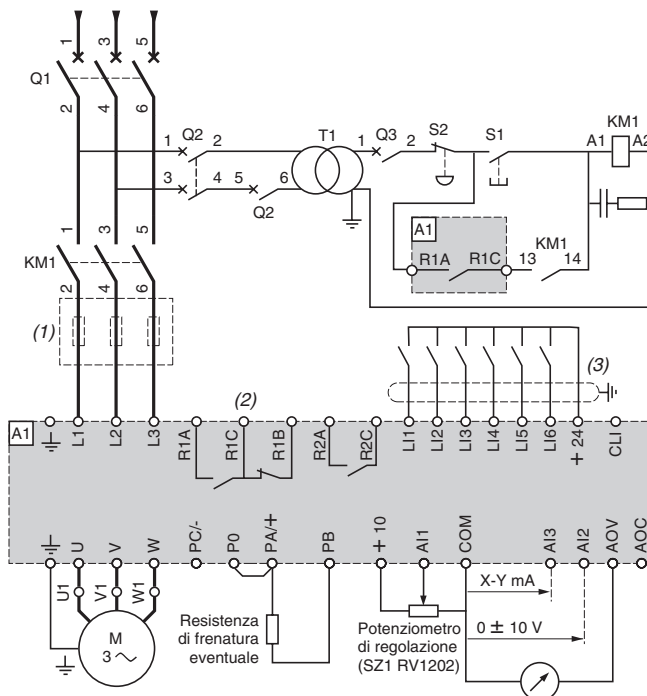 1 3 5
Q1
2 4 6
1 Q2 2 T1 1 Q3 2 S2 S1 KM1
A1 A2
3 4 5 6
Q2
1 3 5
A1
KM1
R1A R1C 13 KM1 14
2 4 6
(1)
(2) (3)
A1
L1 L2 L3 R1A R1C R1B R2A R2C LI1 LI2 LI3 LI4 LI5 LI6 + 24 CLI
U V W PC/- P0 PA/+ PB + 10 AI1 COM AI3 AI2 AOV AOC
U1 V1 W1
X-Y mA
M
3
Resistenza
di frenatura
eventuale
Potenziometro
di regolazione
(SZ1 RV1202)
0 ± 10 V